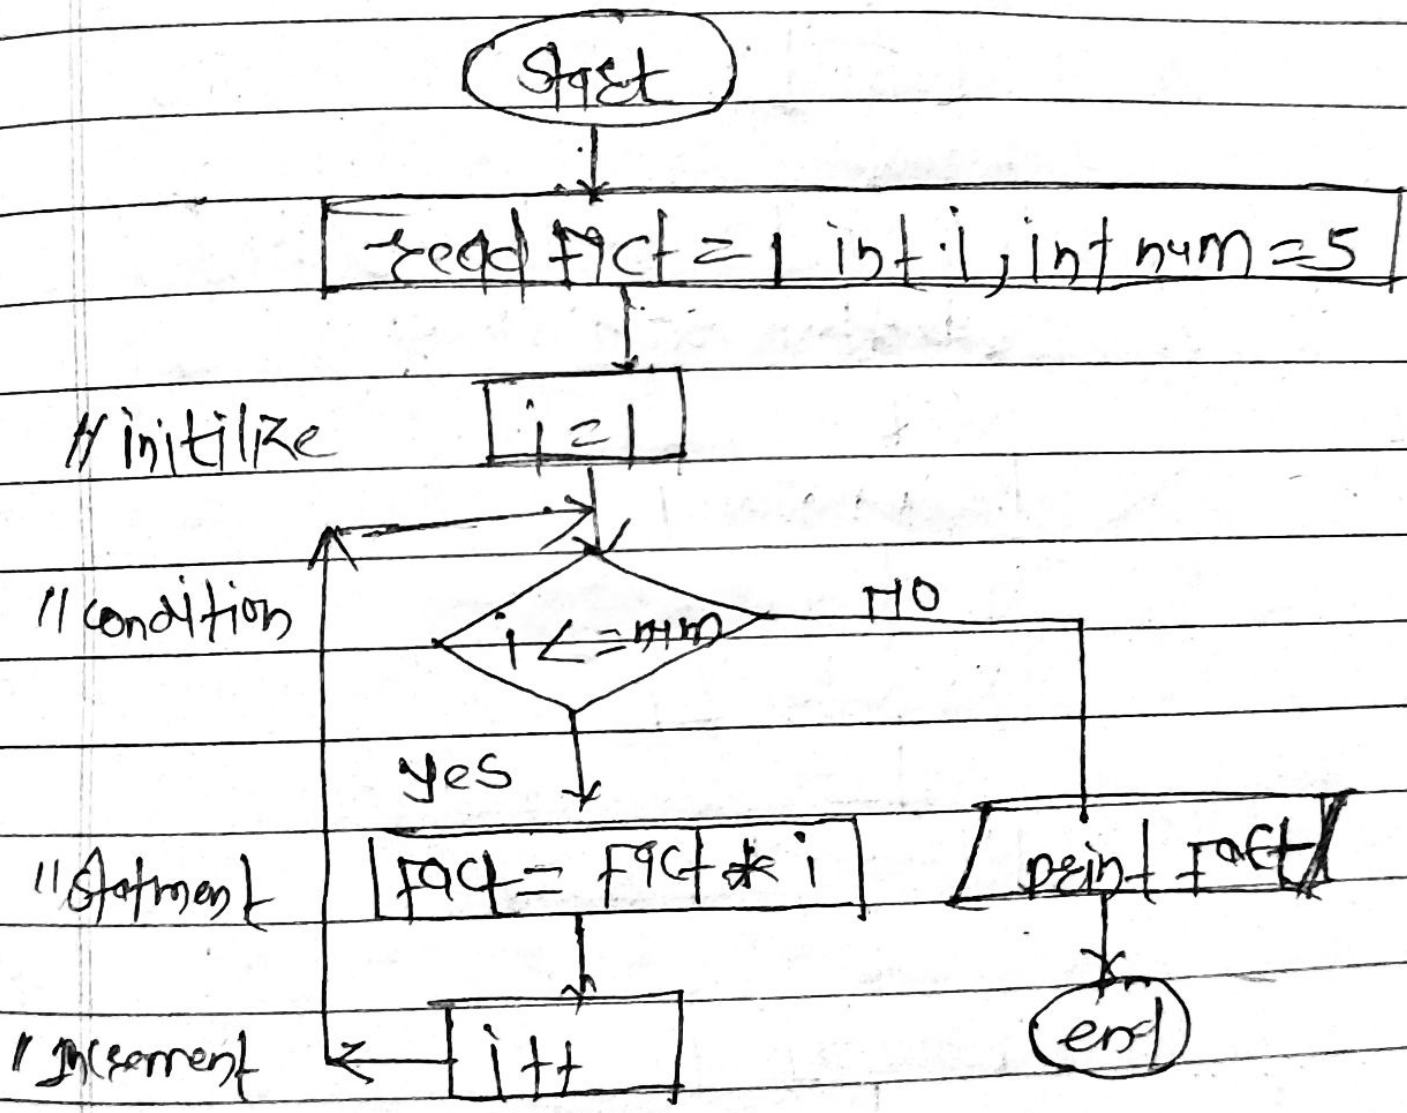 Start
read fact = 1 int i, int num = 5
// initilize
i = 1
// condition
i <= num
NO
yes
// Statment
Fact = Fact * i
print Fact
// Increment
i++
end